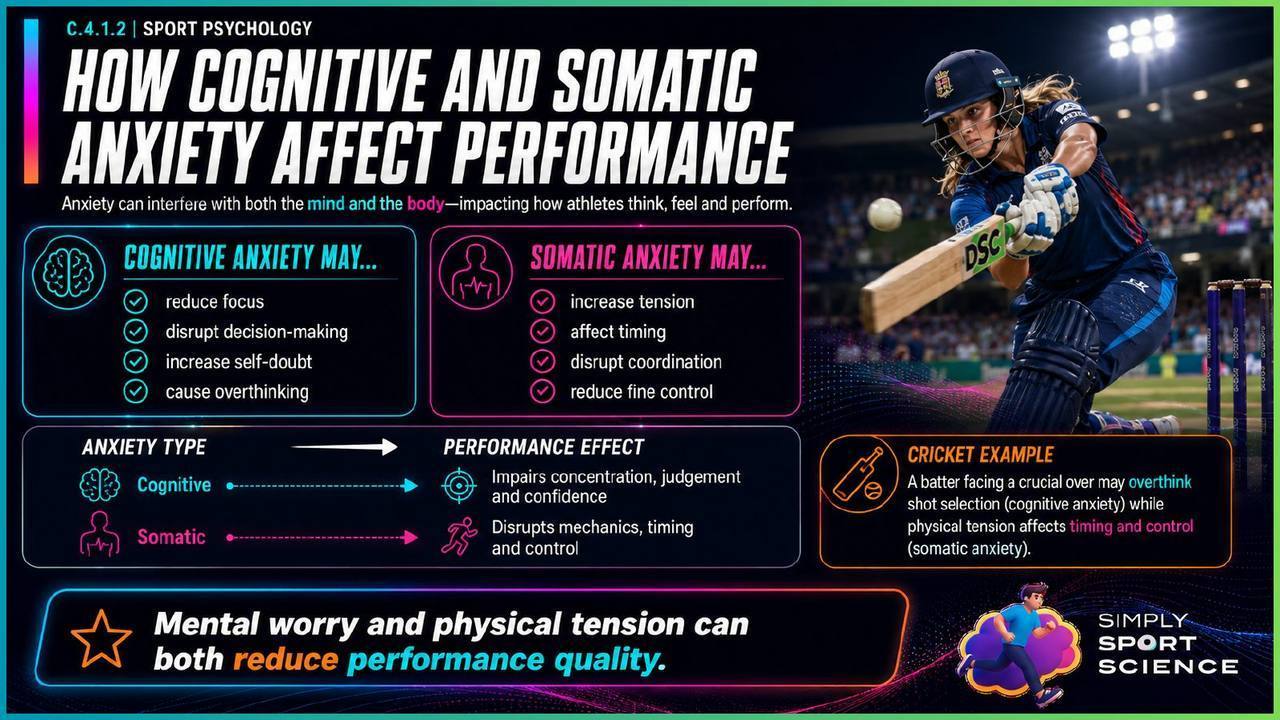 C.4.1.2 | SPORT PSYCHOLOGY
HOW COGNITIVE AND SOMATIC
ANXIETY AFFECT PERFORMANCE
Anxiety can interfere with both the mind and the body—impacting how athletes think, feel and perform.
COGNITIVE ANXIETY MAY...
reduce focus
disrupt decision-making
increase self-doubt
cause overthinking
SOMATIC ANXIETY MAY...
increase tension
affect timing
disrupt coordination
reduce fine control
DSC
ANXIETY TYPE
PERFORMANCE EFFECT
Cognitive
Impairs concentration, judgement
and confidence
Somatic
Disrupts mechanics, timing
and control
CRICKET EXAMPLE
A batter facing a crucial over may overthink
shot selection (cognitive anxiety) while
physical tension affects timing and control
(somatic anxiety).
Mental worry and physical tension can
both reduce performance quality.
SIMPLY
SPORT
SCIENCE